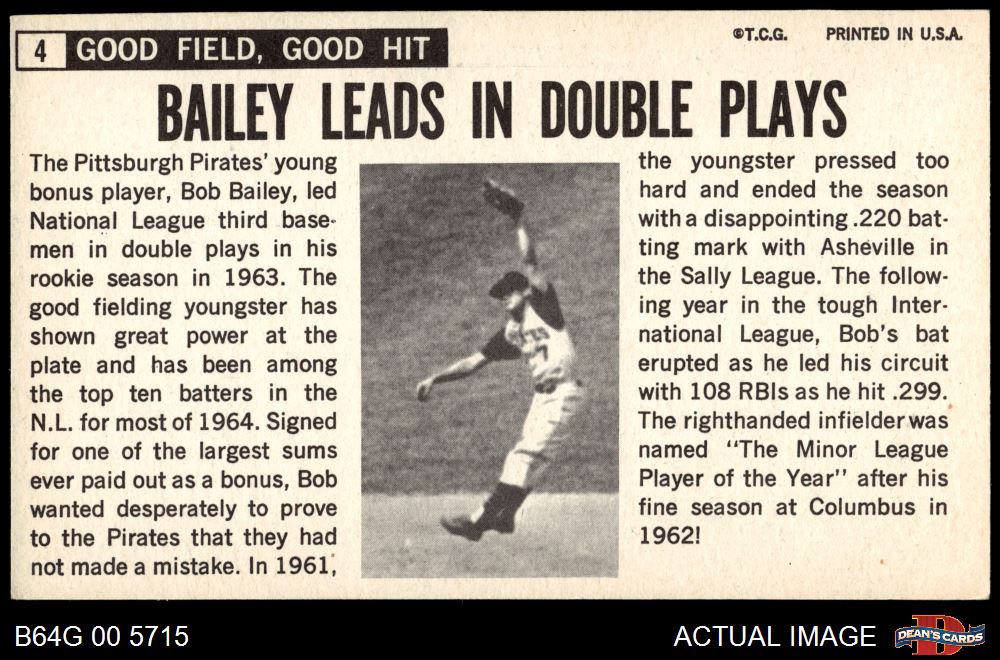 4 GOOD FIELD, GOOD HIT
©T.C.G. PRINTED IN U.S.A.
BAILEY LEADS IN DOUBLE PLAYS
The Pittsburgh Pirates' young
bonus player, Bob Bailey, led
National League third base-
men in double plays in his
rookie season in 1963. The
good fielding youngster has
shown great power at the
plate and has been among
the top ten batters in the
N.L. for most of 1964. Signed
for one of the largest sums
ever paid out as a bonus, Bob
wanted desperately to prove
to the Pirates that they had
not made a mistake. In 1961,
the youngster pressed too
hard and ended the season
with a disappointing .220 bat-
ting mark with Asheville in
the Sally League. The follow-
ing year in the tough Inter-
national League, Bob's bat
erupted as he led his circuit
with 108 RBIs as he hit .299.
The righthanded infielder was
named "The Minor League
Player of the Year" after his
fine season at Columbus in
1962!
7
B64G 00 5715
ACTUAL IMAGE
D
DEAN'S CARDS